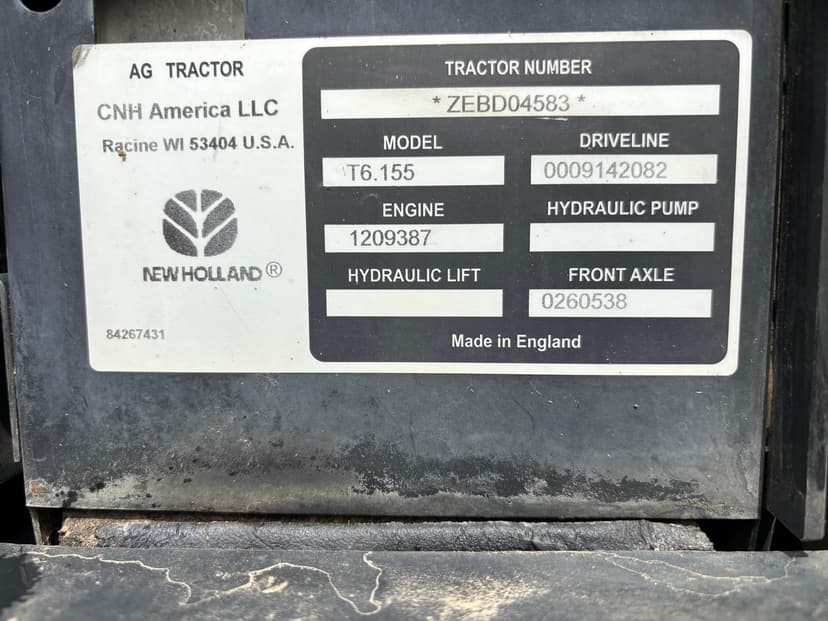 AG TRACTOR
CNH America LLC
Racine WI 53404 U.S.A.
NEW HOLLAND ®
84267431
TRACTOR NUMBER
* ZEBD04583 *
MODEL
T6.155
DRIVELINE
0009142082
ENGINE
1209387
HYDRAULIC PUMP
HYDRAULIC LIFT
FRONT AXLE
0260538
Made in England